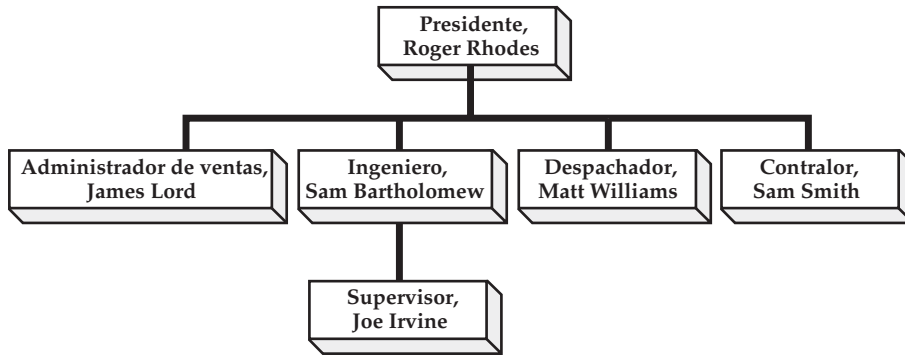 Presidente,
Roger Rhodes
Administrador de ventas,
James Lord
Ingeniero,
Sam Bartholomew
Despachador,
Matt Williams
Contralor,
Sam Smith
Supervisor,
Joe Irvine